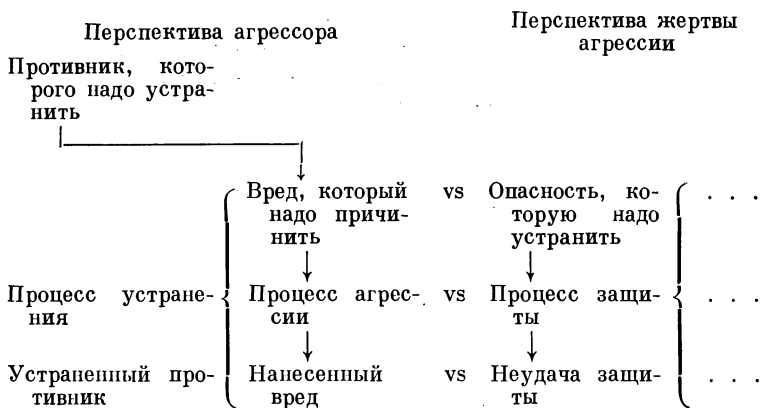 Перспектива агрессора
Перспектива жертвы
агрессии
Противник, кото-
рого надо устра-
нить
Вред, который
надо причи-
нить
vs
Опасность, ко-
торую надо
устранить
. . .
Процесс устране-
ния
Процесс агрес-
сии
vs
Процесс защи-
ты
. . .
Устраненный про-
тивник
Нанесенный
вред
vs
Неудача защи-
ты
. . .